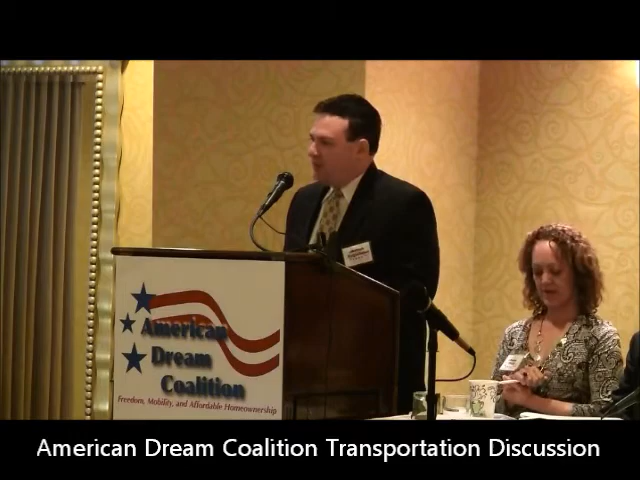 American
Dream
Coalition
Freedom, Mobility, and Affordable Homeownership
American Dream Coalition Transportation Discussion